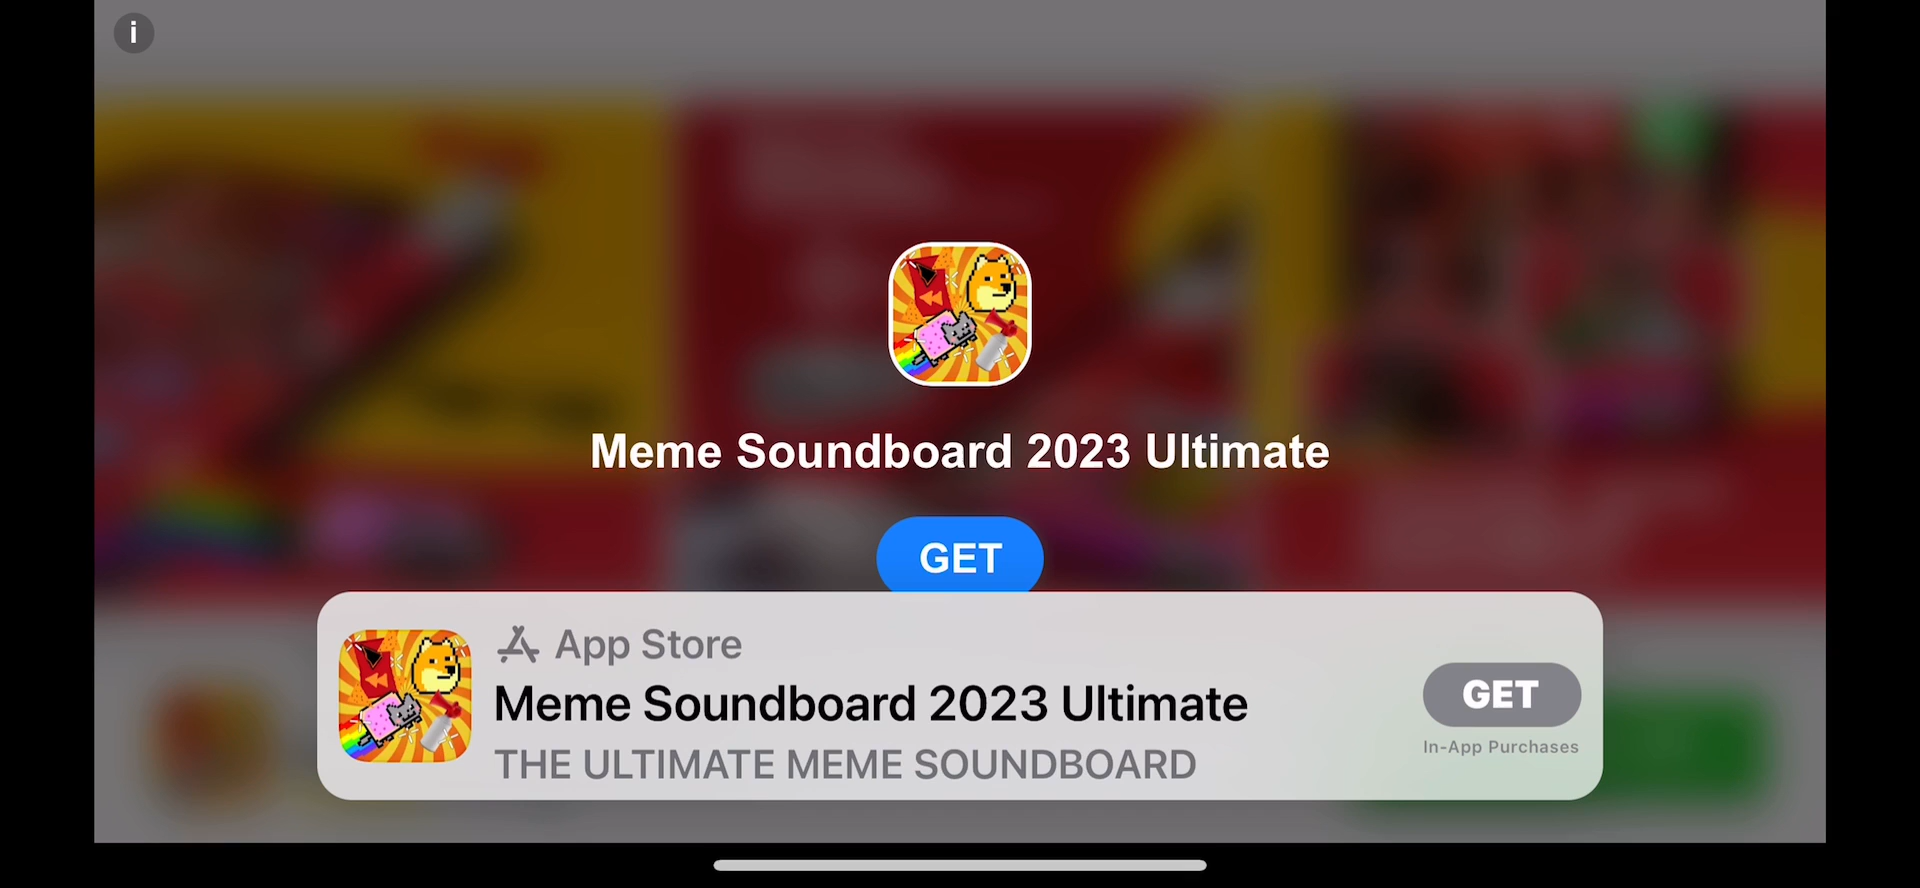 i
Meme Soundboard 2023 Ultimate
GET
App Store
Meme Soundboard 2023 Ultimate
THE ULTIMATE MEME SOUNDBOARD
GET
In-App Purchases